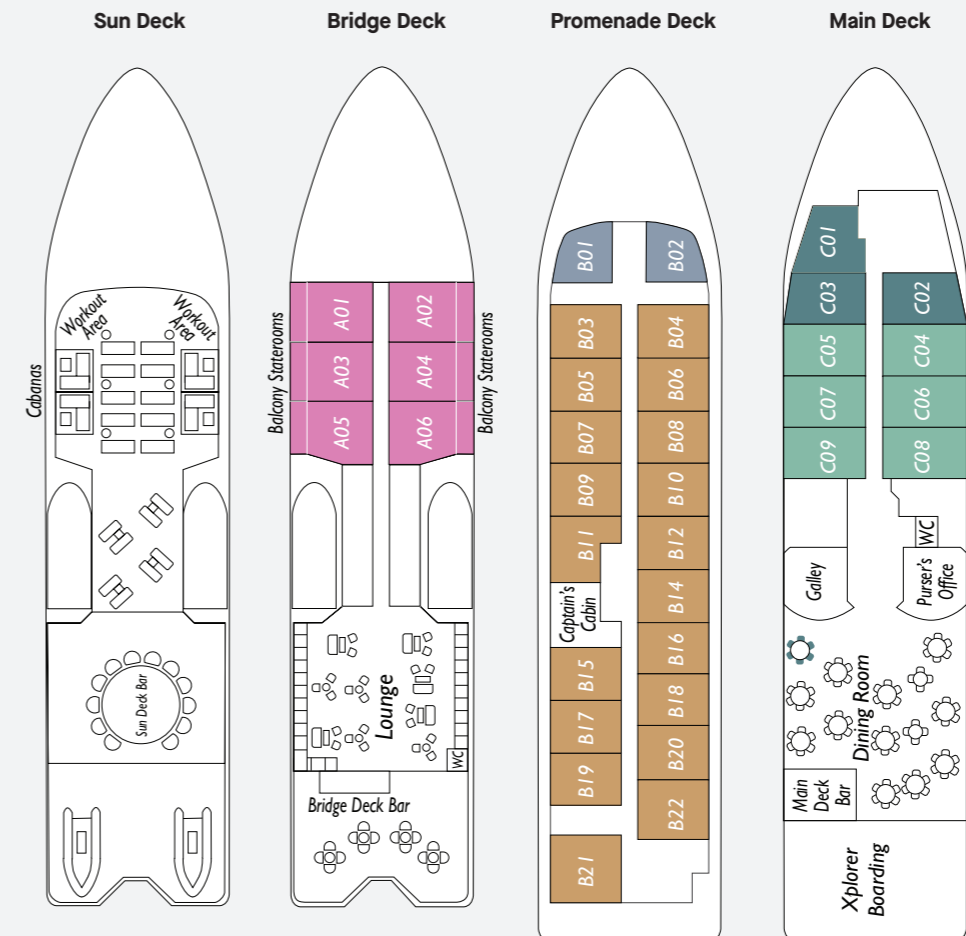 Sun Deck
Workout
Area
Workout
Area
Cabanas
Sun Deck Bar
Bridge Deck
Balcony Staterooms
A01
A02
A03
A04
A05
A06
Balcony Staterooms
Lounge
WC
Bridge Deck Bar
Promenade Deck
B01
B02
B03
B04
B05
B06
B07
B08
B09
B10
B11
B12
Captain's
Cabin
B14
B15
B16
B17
B18
B19
B20
B21
B22
Main Deck
C01
C03
C02
C05
C04
C07
C06
C09
C08
WC
Galley
Purser's
Office
Dining Room
Main
Deck
Bar
Xplorer
Boarding